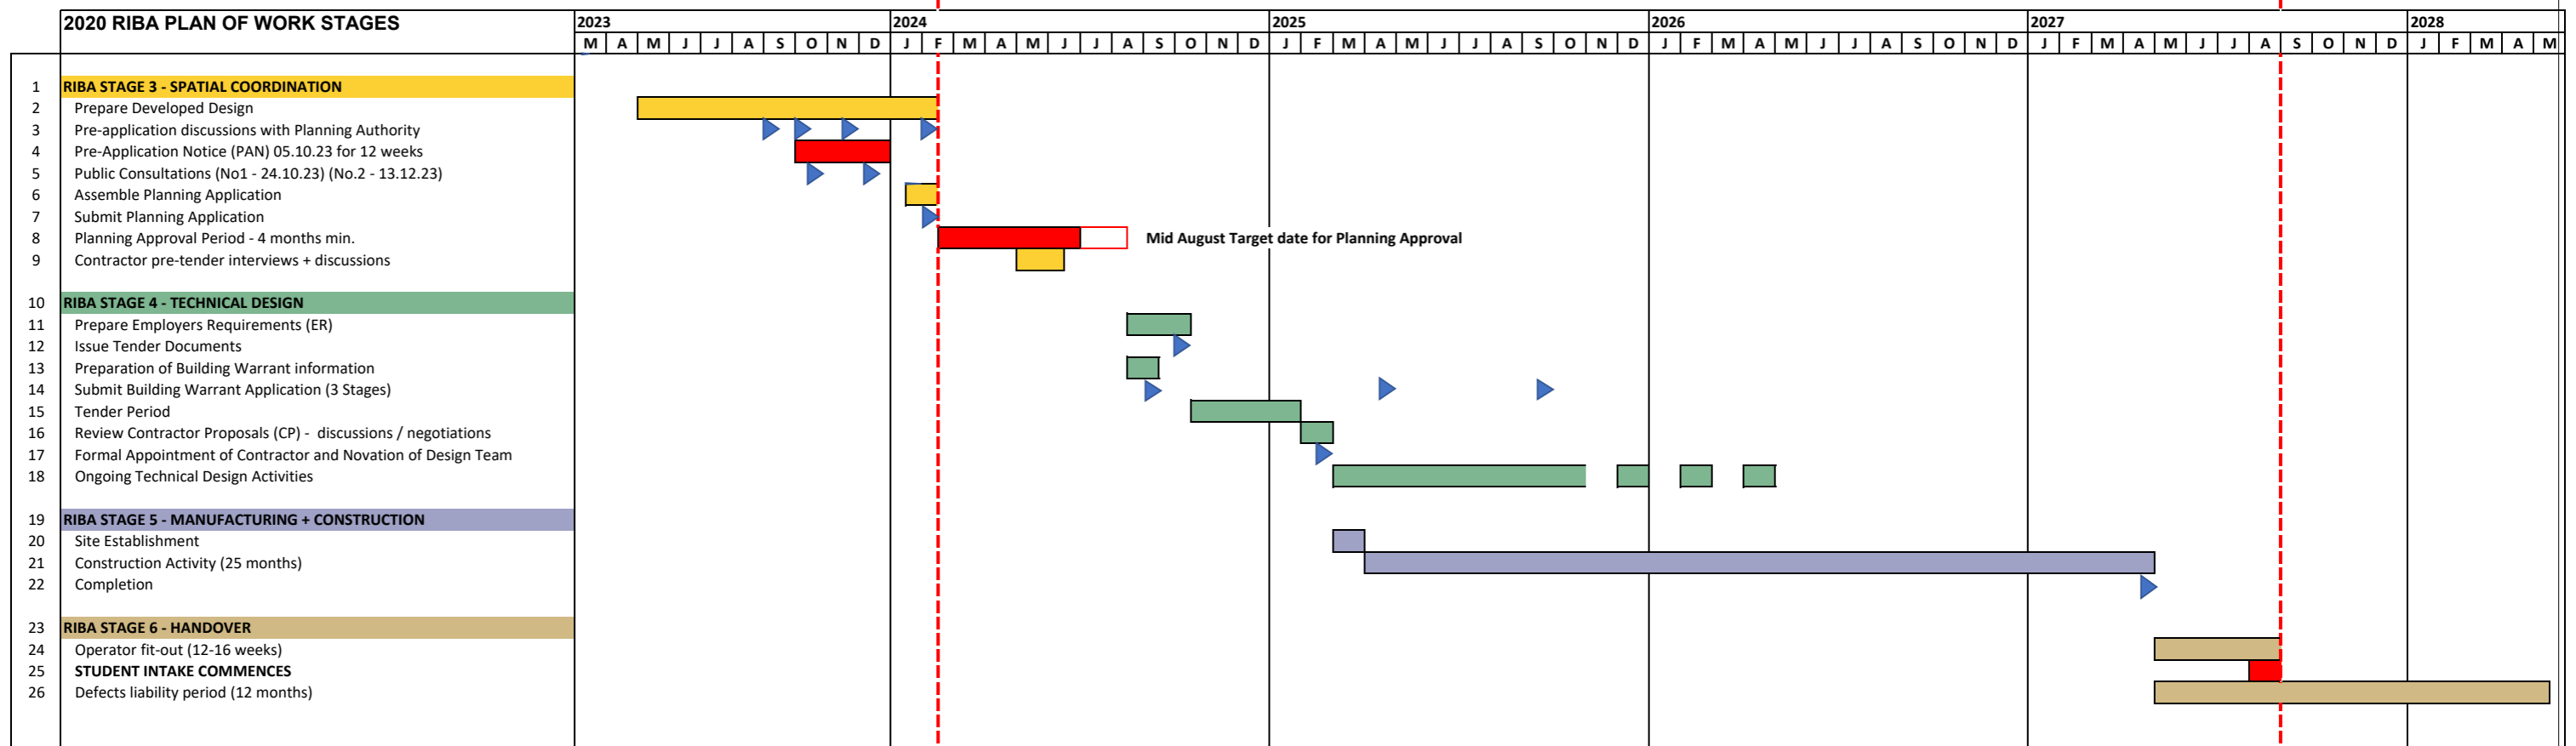 2020 RIBA PLAN OF WORK STAGES 2023 2024 2025 2026 2027 2028
M A M J J A S O N D J F M A M J J A S O N D J F M A M J J A S O N D J F M A M J J A S O N D J F M A M J J A S O N D J F M A M
1 RIBA STAGE 3 - SPATIAL COORDINATION
2 Prepare Developed Design
3 Pre-application discussions with Planning Authority
4 Pre-Application Notice (PAN) 05.10.23 for 12 weeks
5 Public Consultations (No1 - 24.10.23) (No.2 - 13.12.23)
6 Assemble Planning Application
7 Submit Planning Application
8 Planning Approval Period - 4 months min. Mid August Target date for Planning Approval
9 Contractor pre-tender interviews + discussions
10 RIBA STAGE 4 - TECHNICAL DESIGN
11 Prepare Employers Requirements (ER)
12 Issue Tender Documents
13 Preparation of Building Warrant information
14 Submit Building Warrant Application (3 Stages)
15 Tender Period
16 Review Contractor Proposals (CP) - discussions / negotiations
17 Formal Appointment of Contractor and Novation of Design Team
18 Ongoing Technical Design Activities
19 RIBA STAGE 5 - MANUFACTURING + CONSTRUCTION
20 Site Establishment
21 Construction Activity (25 months)
22 Completion
23 RIBA STAGE 6 - HANDOVER
24 Operator fit-out (12-16 weeks)
25 STUDENT INTAKE COMMENCES
26 Defects liability period (12 months)